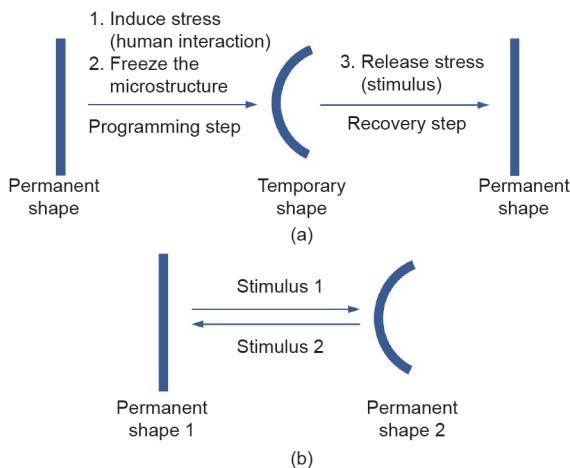 1. Induce stress
(human interaction)
2. Freeze the
microstructure
Programming step
3. Release stress
(stimulus)
Recovery step
Permanent
shape
Temporary
shape
Permanent
shape
(a)
Stimulus 1
Stimulus 2
Permanent
shape 1
Permanent
shape 2
(b)